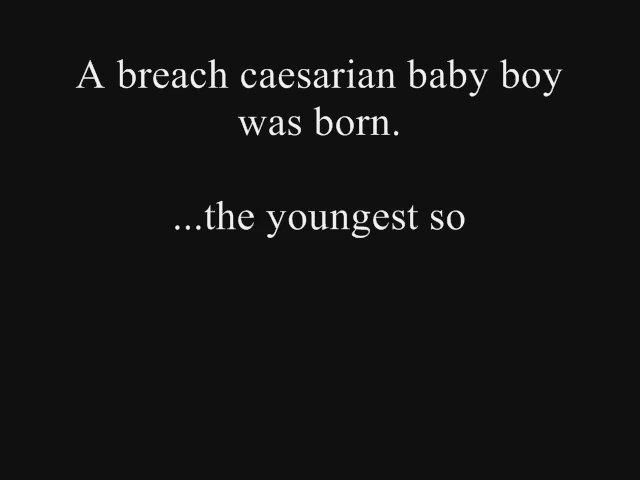 A breach caesarian baby boy
was born.
...the youngest so